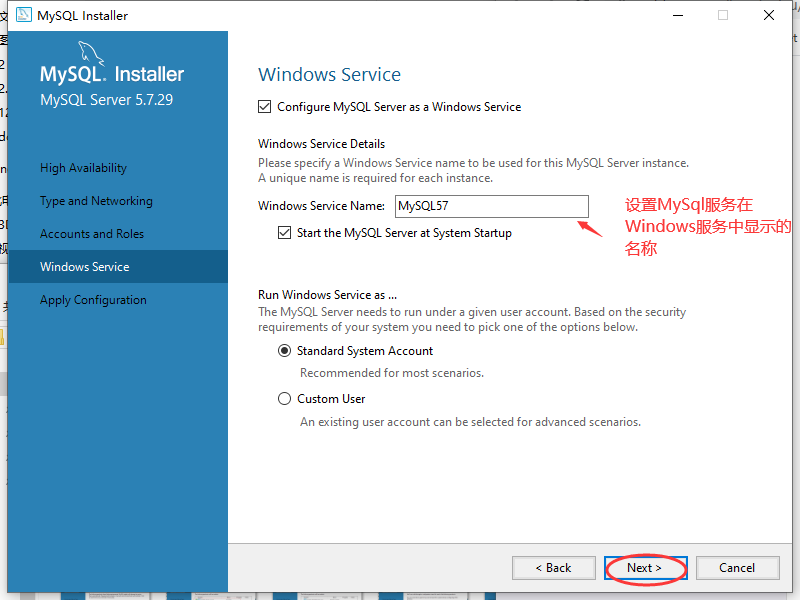 MySQL Installer
MySQL. Installer
MySQL Server 5.7.29
High Availability
Type and Networking
Accounts and Roles
Windows Service
Apply Configuration
Windows Service
Configure MySQL Server as a Windows Service
Windows Service Details
Please specify a Windows Service name to be used for this MySQL Server instance.
A unique name is required for each instance.
Windows Service Name: MySQL57
Start the MySQL Server at System Startup
设置MySql服务在
Windows服务中显示的
名称
Run Windows Service as ...
The MySQL Server needs to run under a given user account. Based on the security
requirements of your system you need to pick one of the options below.
Standard System Account
Recommended for most scenarios.
Custom User
An existing user account can be selected for advanced scenarios.
< Back
Next >
Cancel